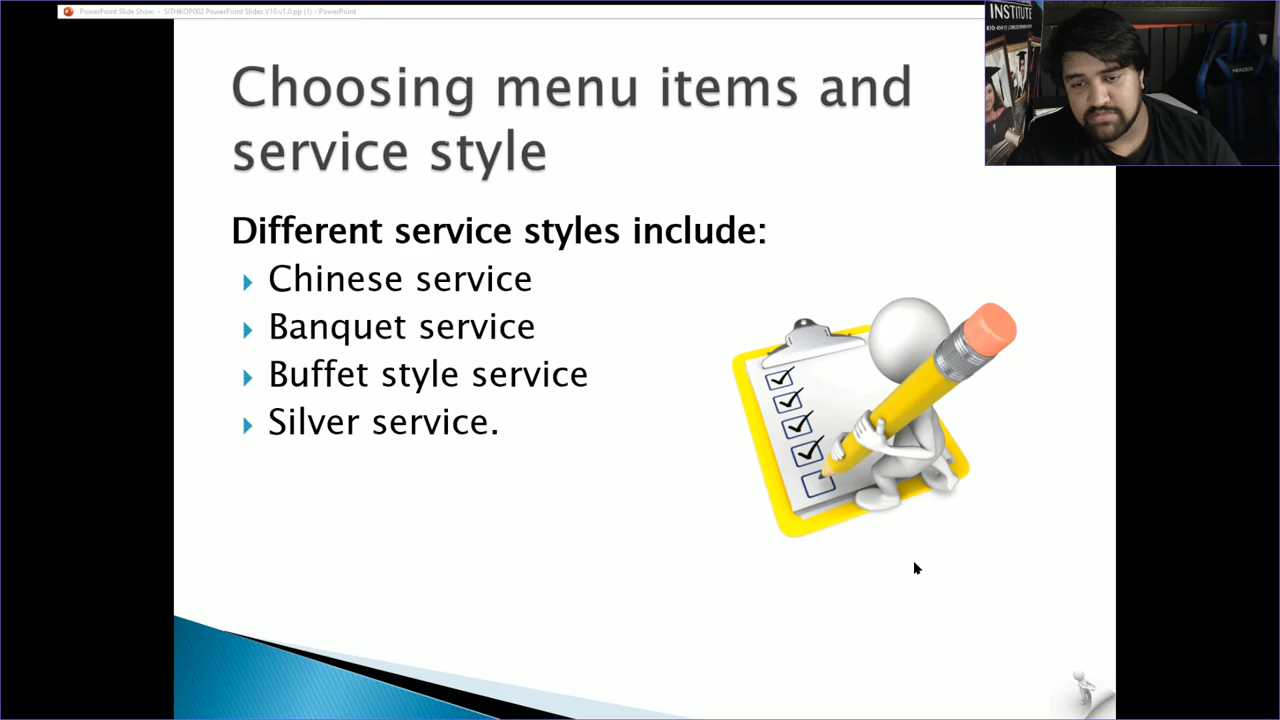 PowerPoint Slide Show - SITHKOP002 PowerPoint Slides V10.v1.0.pp (1) - PowerPoint
INSTITUTE
Choosing menu items and
service style
Different service styles include:
Chinese service
Banquet service
Buffet style service
Silver service.